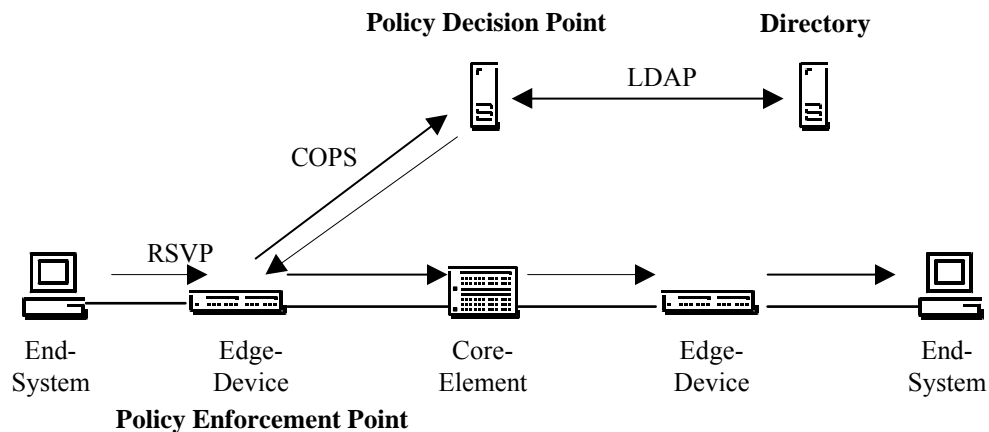 Policy Decision Point
Directory
LDAP
COPS
RSVP
End-
System
Edge-
Device
Core-
Element
Edge-
Device
End-
System
Policy Enforcement Point